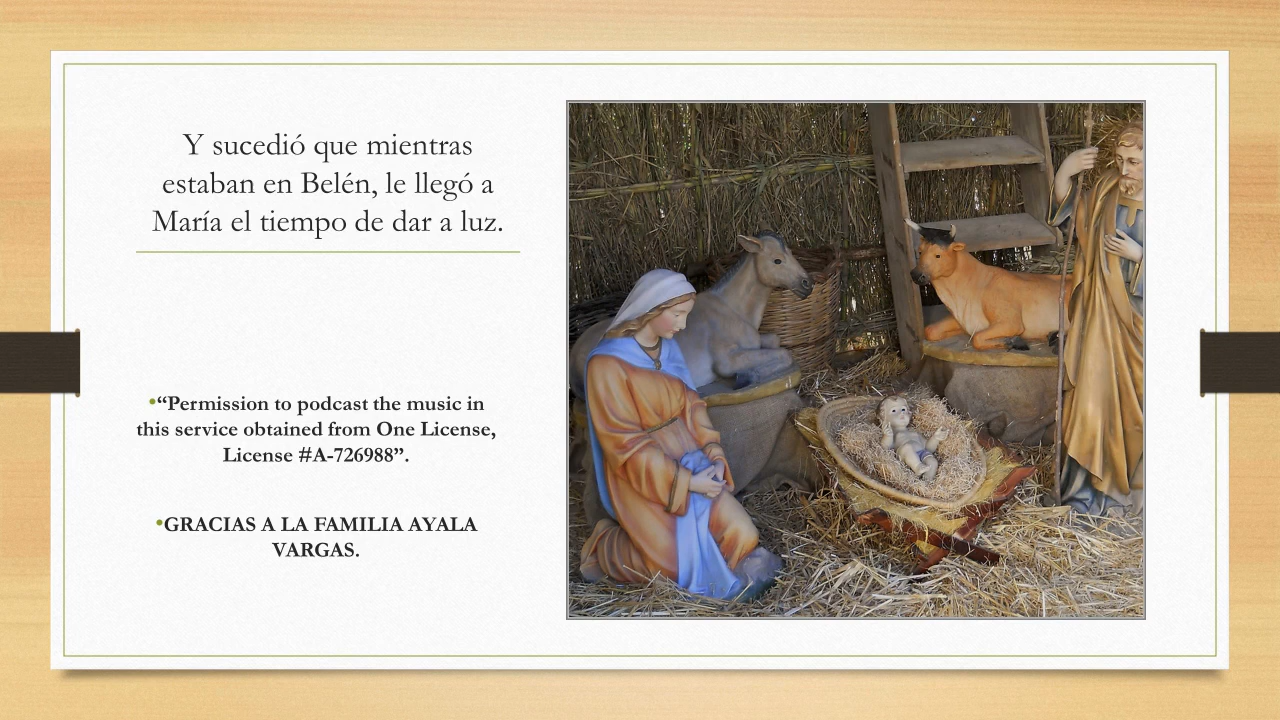 Y sucedió que mientras
estaban en Belén, le llegó a
María el tiempo de dar a luz.
•“Permission to podcast the music in
this service obtained from One License,
License #A-726988”.
•GRACIAS A LA FAMILIA AYALA
VARGAS.